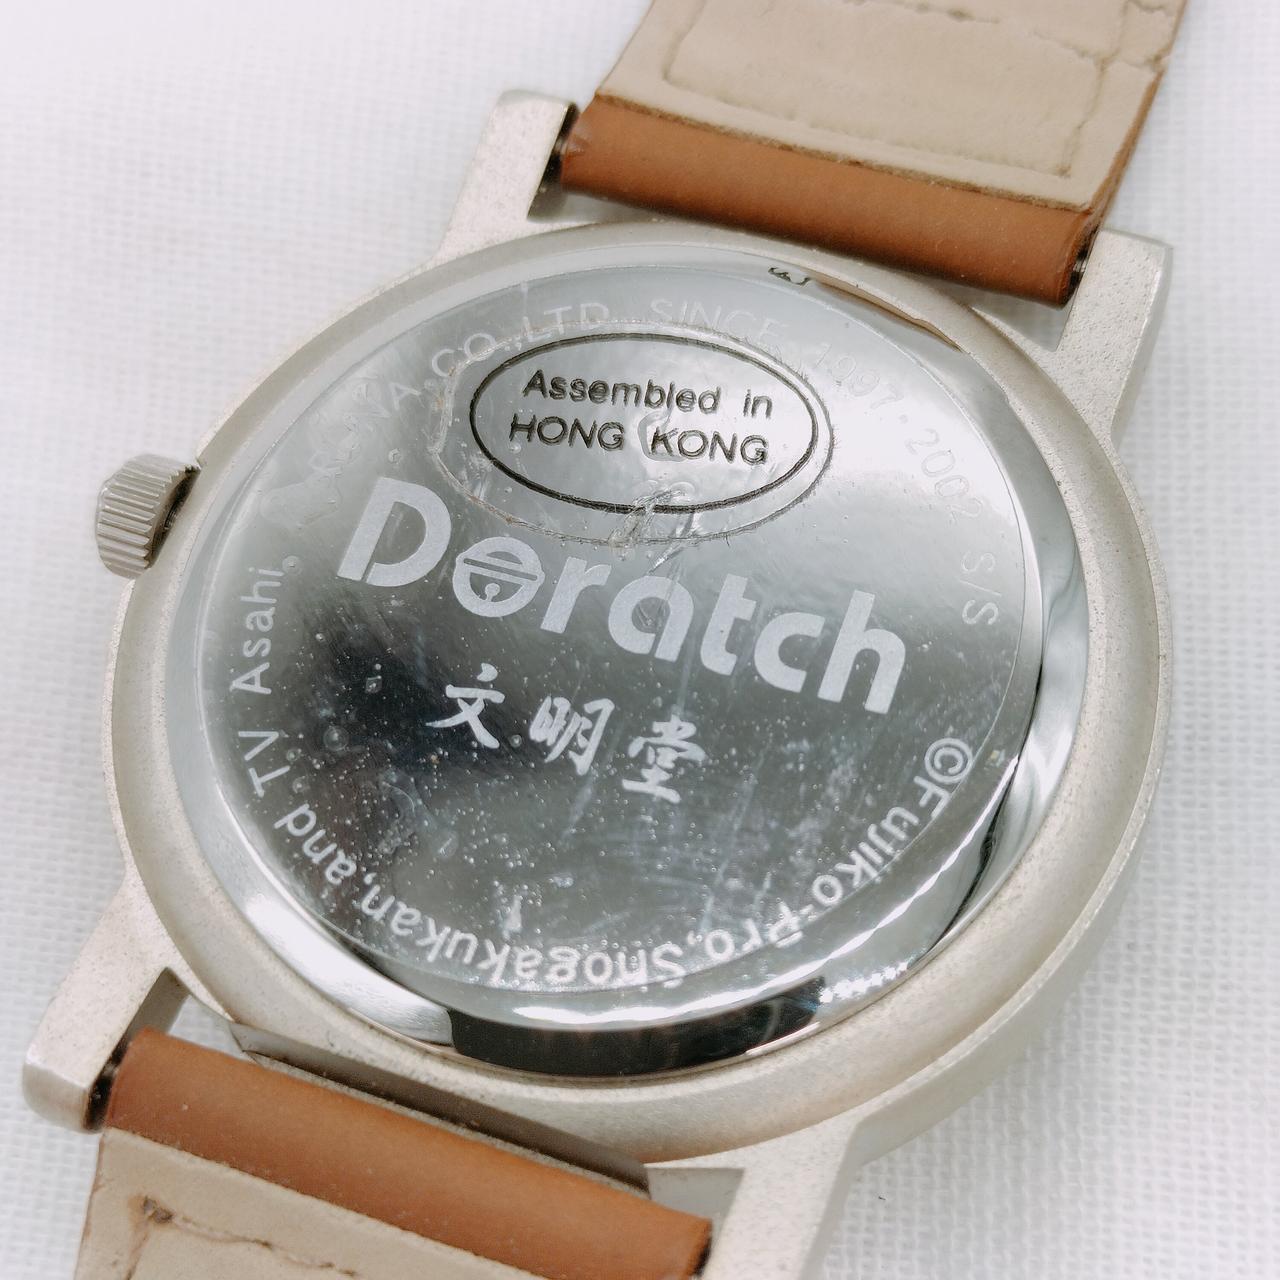 CO.,LTD. SINCE 1997-2002 S/S
Assembled in
HONG KONG
Doratch
文明堂
©Fujiko-Pro,Shogakukan,and TV Asahi.